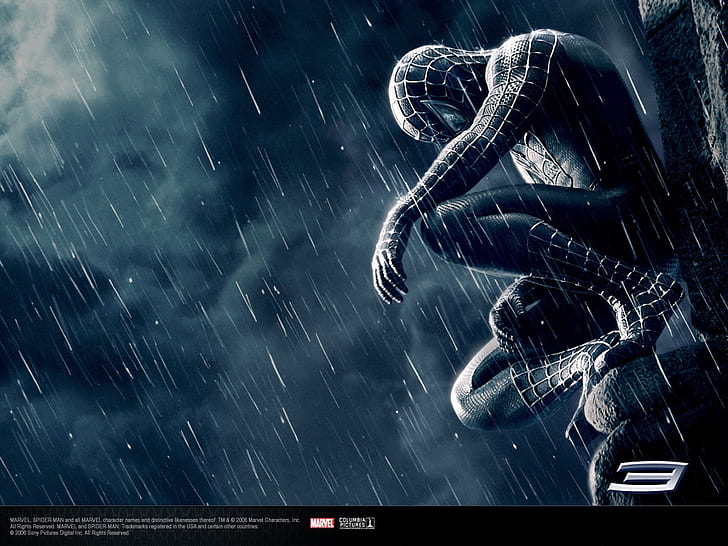 3
MARVEL, SPIDER-MAN and all MARVEL character names and distinctive likenesses thereof: TM & © 2006 Marvel Characters, Inc.
All Rights Reserved. MARVEL and SPIDER-MAN: Trademarks registered in the USA and certain other countries.
© 2006 Sony Pictures Digital Inc. All Rights Reserved.
MARVEL
COLUMBIA
PICTURES